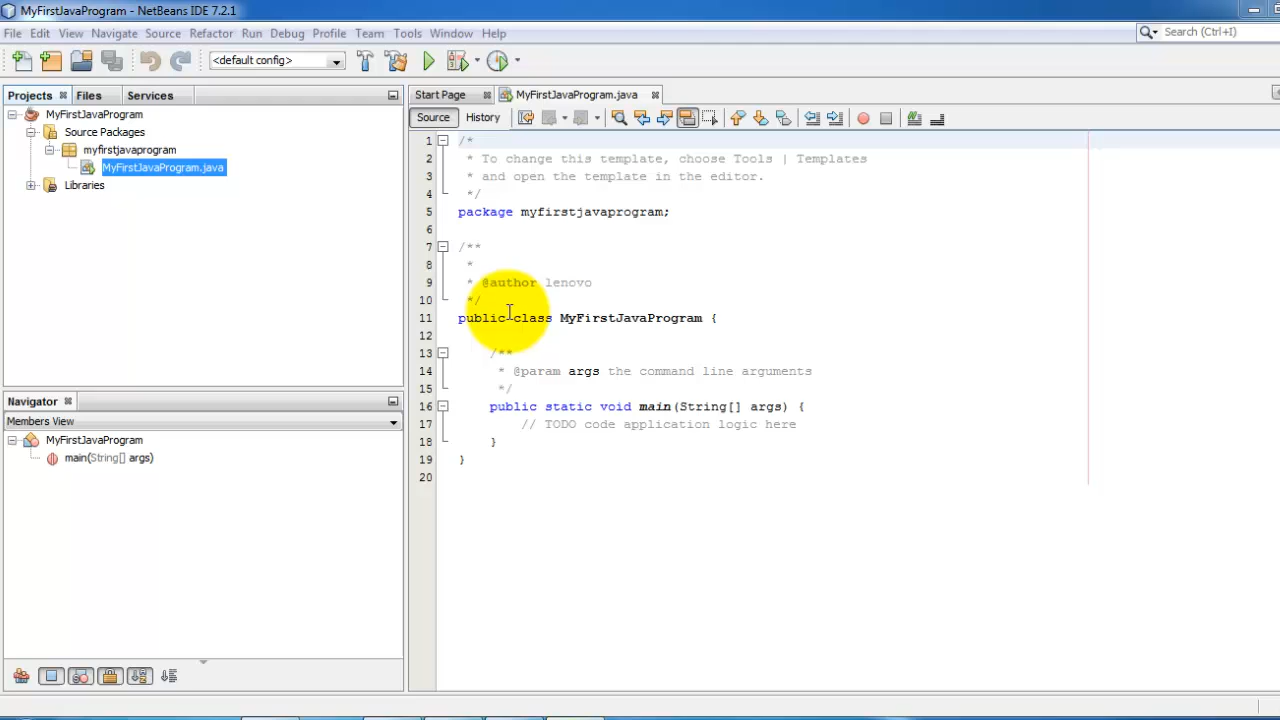 MyFirstJavaProgram - NetBeans IDE 7.2.1
File Edit View Navigate Source Refactor Run Debug Profile Team Tools Window Help
Search (Ctrl+I)
<default config>
Projects Files Services
MyFirstJavaProgram
Source Packages
myfirstjavaprogram
MyFirstJavaProgram.java
Libraries
Navigator
Members View
MyFirstJavaProgram
main(String[] args)
Start Page MyFirstJavaProgram.java
Source History
1 /*
2 * To change this template, choose Tools | Templates
3 * and open the template in the editor.
4 */
5 package myfirstjavaprogram;
6
7 /**
8 *
9 * @author lenovo
10 */
11 public class MyFirstJavaProgram {
12
13 /**
14 * @param args the command line arguments
15 */
16 public static void main(String[] args) {
17 // TODO code application logic here
18 }
19 }
20